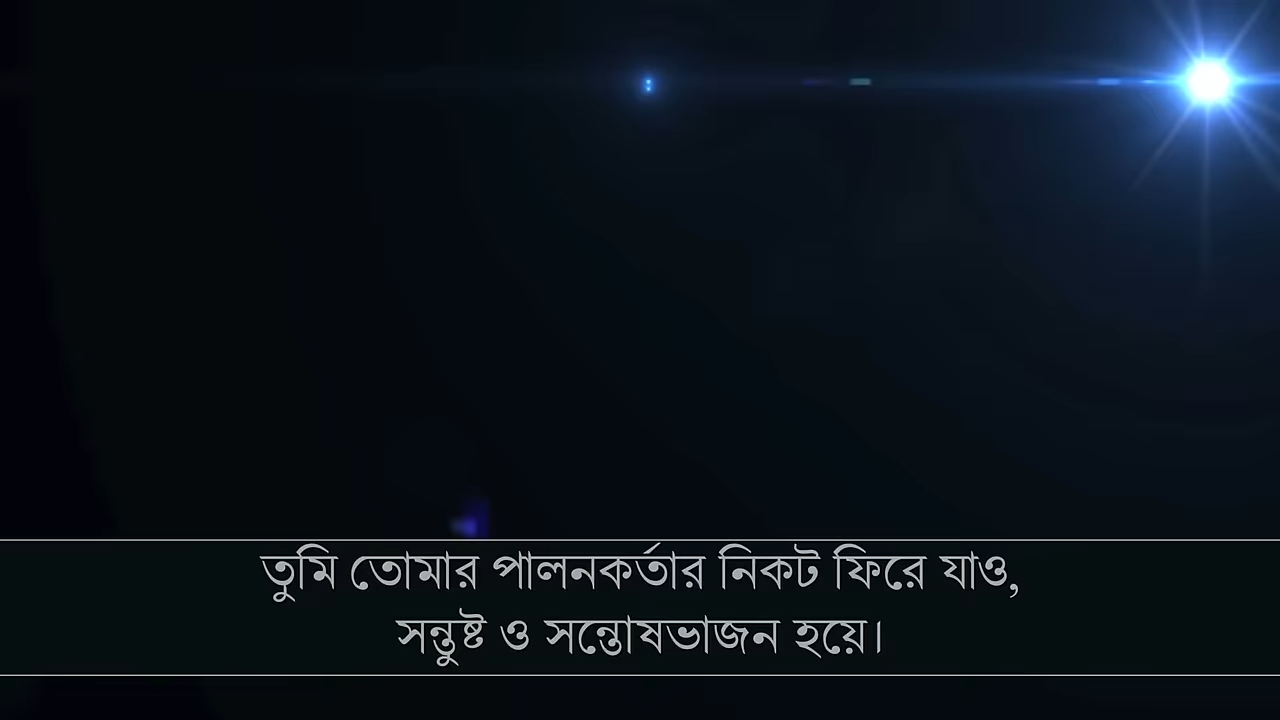 তুমি তোমার পালনকর্তার নিকট ফিরে যাও,
সন্তুষ্ট ও সন্তোষভাজন হয়ে।